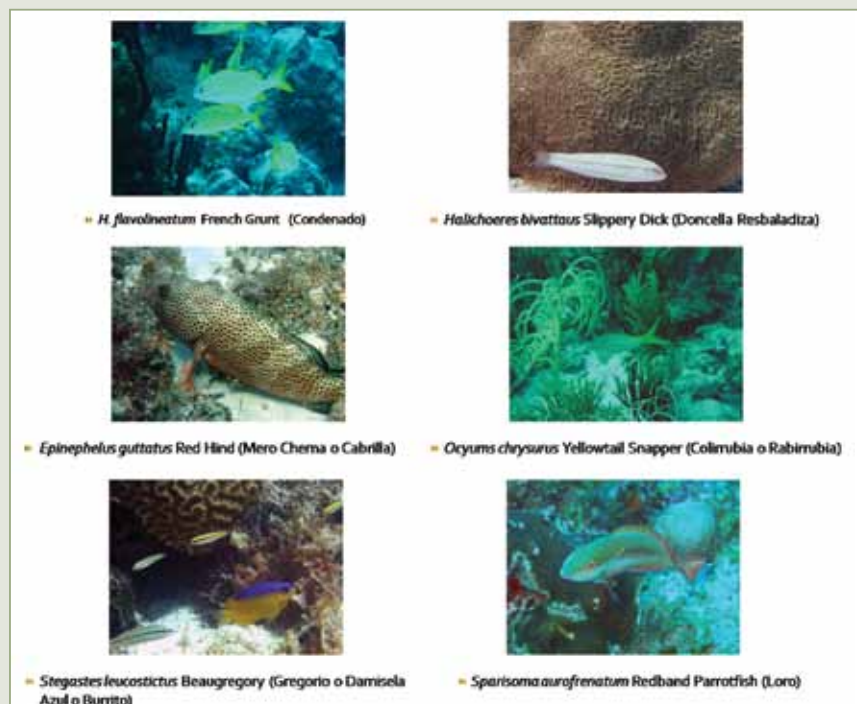 H. flavolineatum French Grunt (Condenado)
Halichoeres bivattaus Slippery Dick (Doncella Resbaladiza)
Epinephelus guttatus Red Hind (Mero Cherna o Cabrilla)
Ocyums chrysurus Yellowtail Snapper (Colirrubia o Rabirrubia)
Stegastes leucostictus Beaugregory (Gregorio o Damisela
Azul o Burrito)
Sparisoma aurofrenatum Redband Parrotfish (Loro)